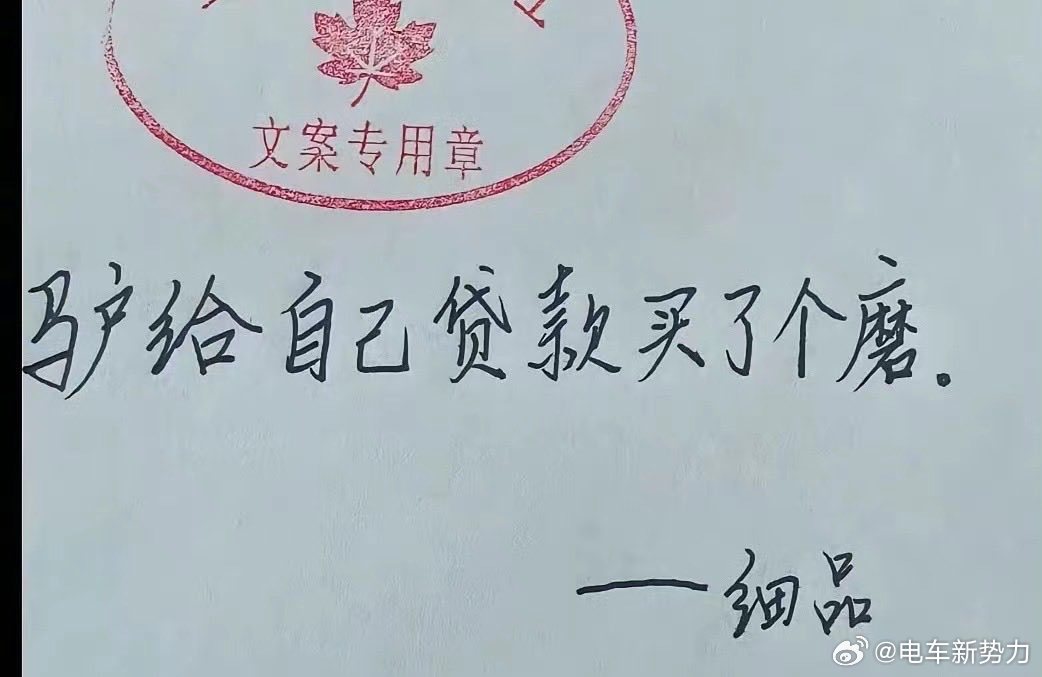 文案专用章
驴给自己贷款买了个磨。
——细品
@电车新势力